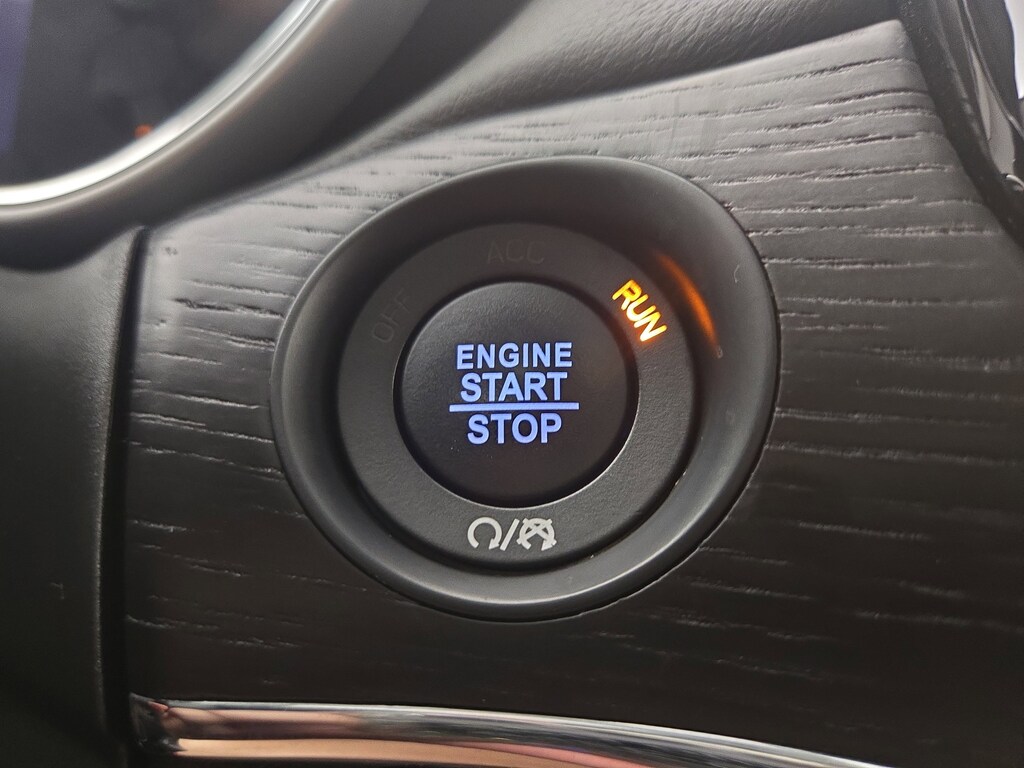 ACC
OFF
RUN
ENGINE
START
STOP